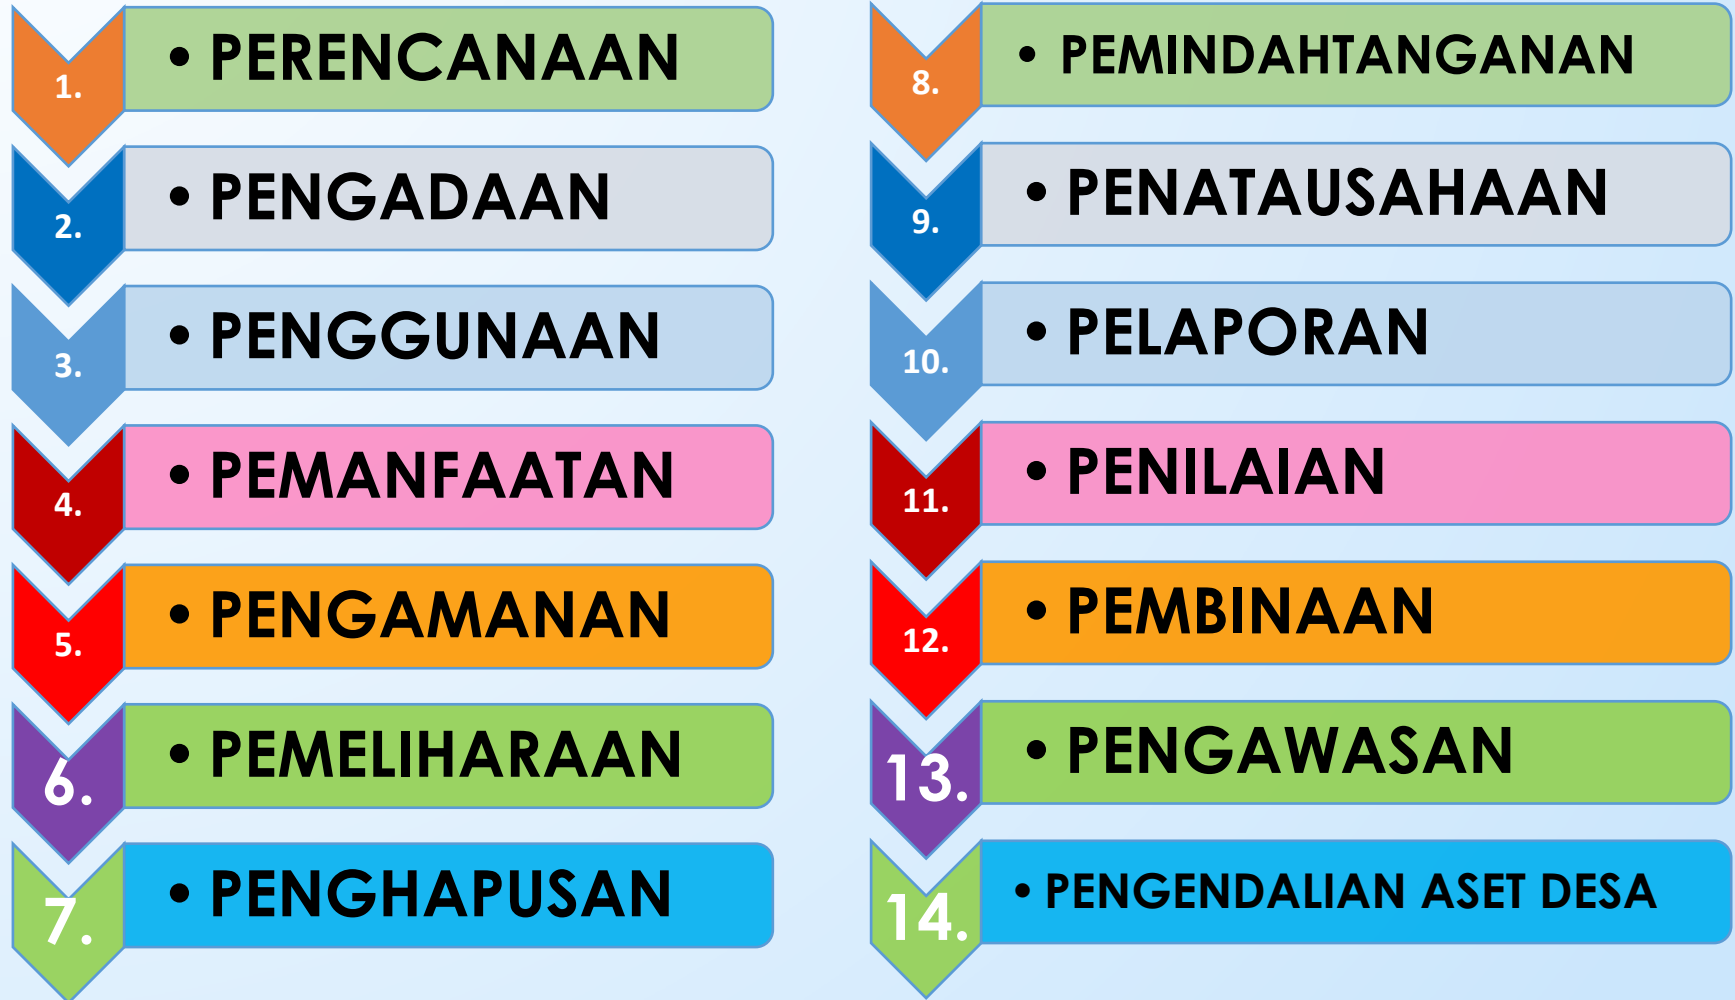 1. • PERENCANAAN
2. • PENGADAAN
3. • PENGGUNAAN
4. • PEMANFAATAN
5. • PENGAMANAN
6. • PEMELIHARAAN
7. • PENGHAPUSAN
8. • PEMINDAHTANGANAN
9. • PENATAUSAHAAN
10. • PELAPORAN
11. • PENILAIAN
12. • PEMBINAAN
13. • PENGAWASAN
14. • PENGENDALIAN ASET DESA